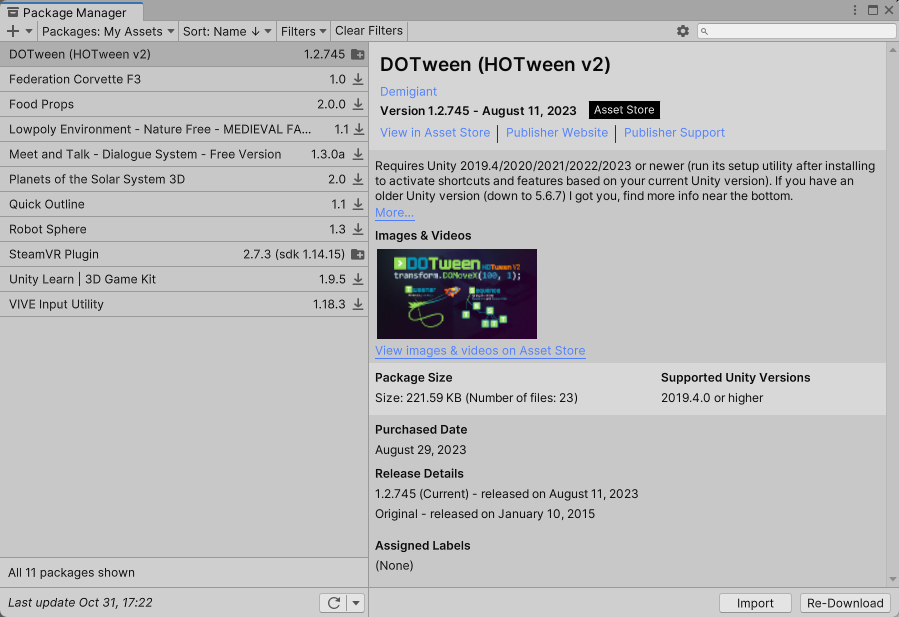 Package Manager
Packages: My Assets Sort: Name ↓ Filters Clear Filters
DOTween (HOTween v2) 1.2.745
Federation Corvette F3 1.0
Food Props 2.0.0
Lowpoly Environment - Nature Free - MEDIEVAL FA... 1.1
Meet and Talk - Dialogue System - Free Version 1.3.0a
Planets of the Solar System 3D 2.0
Quick Outline 1.1
Robot Sphere 1.3
SteamVR Plugin 2.7.3 (sdk 1.14.15)
Unity Learn | 3D Game Kit 1.9.5
VIVE Input Utility 1.18.3
All 11 packages shown
Last update Oct 31, 17:22
DOTween (HOTween v2)
Demigiant
Version 1.2.745 - August 11, 2023 Asset Store
View in Asset Store Publisher Website Publisher Support
Requires Unity 2019.4/2020/2021/2022/2023 or newer (run its setup utility after installing
to activate shortcuts and features based on your current Unity version). If you have an
older Unity version (down to 5.6.7) I got you, find more info near the bottom.
More...
Images & Videos
DOTween HOTween V2
transform.DOMoveX(100, 1);
Tweener Sequence
View images & videos on Asset Store
Package Size Supported Unity Versions
Size: 221.59 KB (Number of files: 23) 2019.4.0 or higher
Purchased Date
August 29, 2023
Release Details
1.2.745 (Current) - released on August 11, 2023
Original - released on January 10, 2015
Assigned Labels
(None)
Import Re-Download